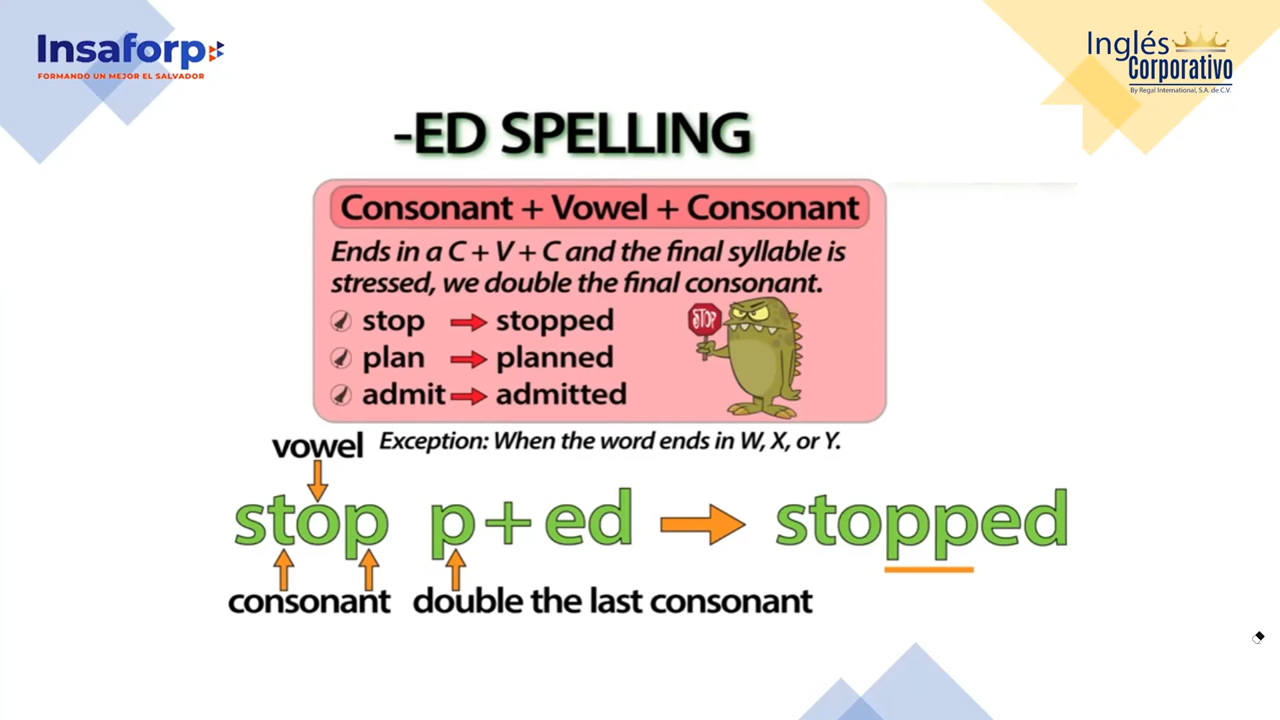 Insaforp
FORMANDO UN MEJOR EL SALVADOR
Inglés
Corporativo
By Regal International, S.A. de C.V.
-ED SPELLING
Consonant + Vowel + Consonant
Ends in a C + V + C and the final syllable is
stressed, we double the final consonant.
stop stopped
STOP
plan planned
admit admitted
vowel Exception: When the word ends in W, X, or Y.
stop p + ed stopped
consonant double the last consonant